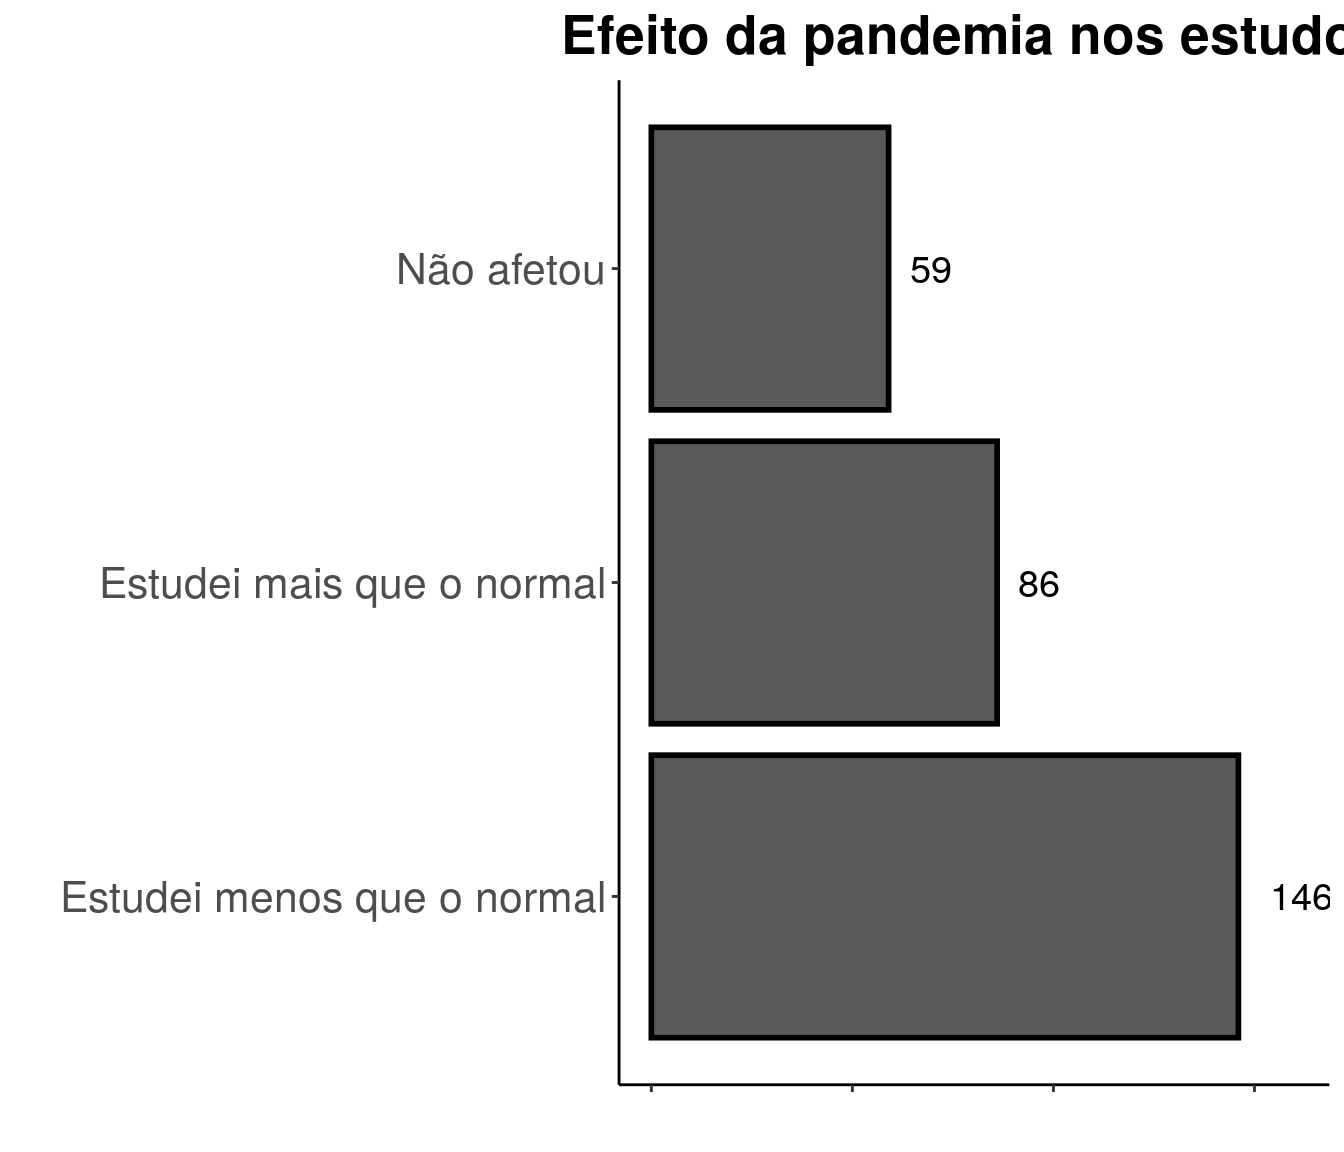 Efeito da pandemia nos estudo
Não afetou
59
Estudei mais que o normal
86
Estudei menos que o normal
146